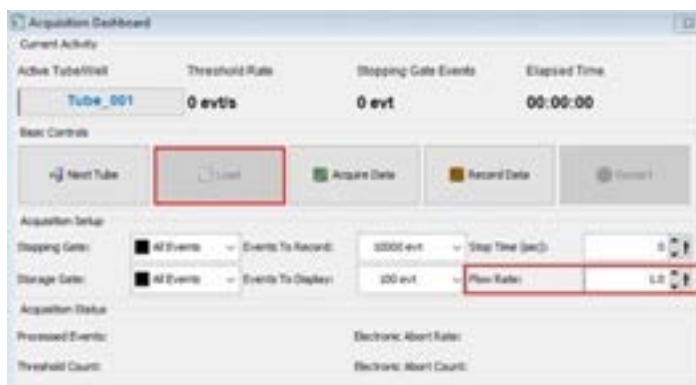 Acquisition Dashboard
Current Activity
Active Tube/Well Threshold Rate Stopping Gate Events Elapsed Time
Tube_001 0 evt/s 0 evt 00:00:00
Basic Controls
Next Tube Load Acquire Data Record Data Restart
Acquisition Setup
Stopping Gate: All Events Events To Record: 10000 evt Stop Time (sec): 0
Storage Gate: All Events Events To Display: 100 evt Flow Rate: 1.0
Acquisition Status
Processed Events: Electronic Abort Rate:
Threshold Count: Electronic Abort Count: